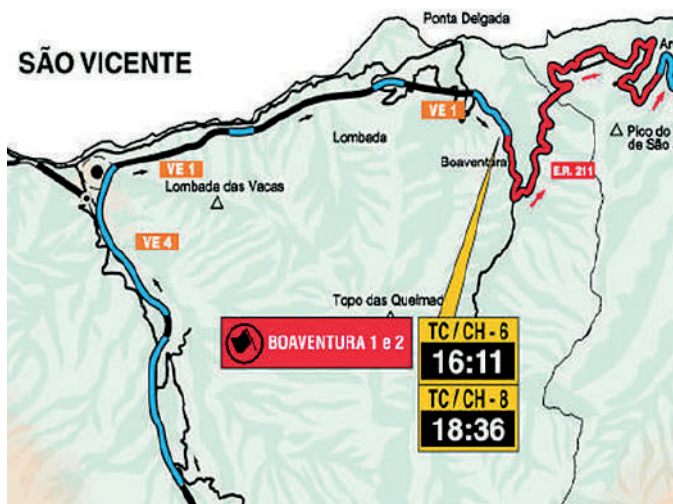 Ponta Delgada
SÃO VICENTE
Ar
VE 1
Lombada
Pico do
de São
Boaventura
E.R. 211
VE 1
Lombada das Vacas
VE 4
Topo das Queimad
BOAVENTURA 1 e 2
TC / CH - 6
16:11
TC / CH - 8
18:36